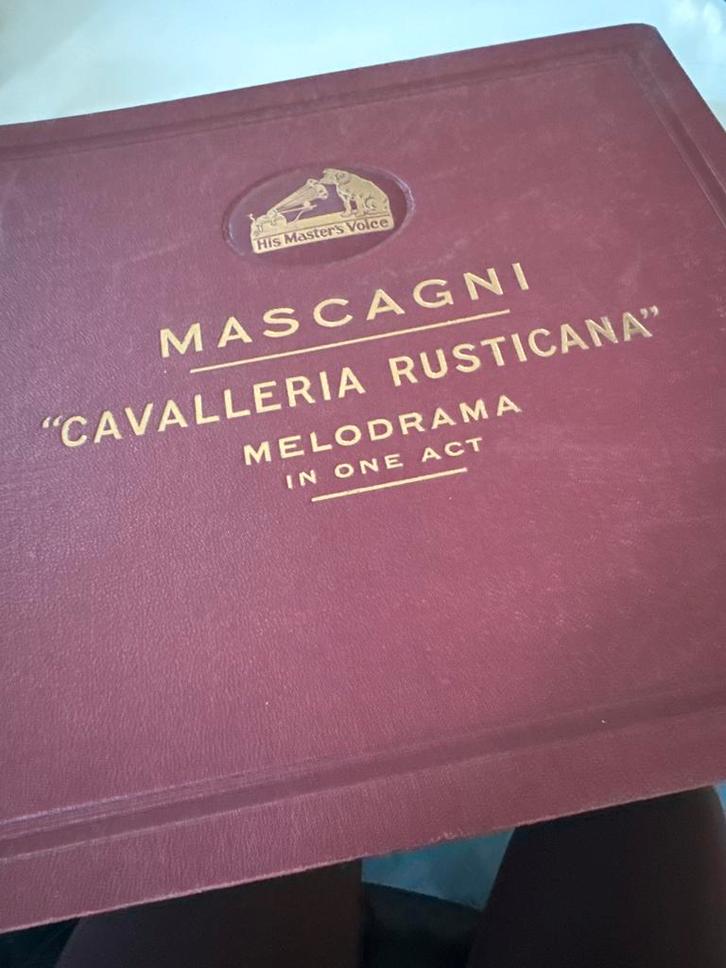 His Master's Voice
MASCAGNI
"CAVALLERIA RUSTICANA"
MELODRAMA
IN ONE ACT